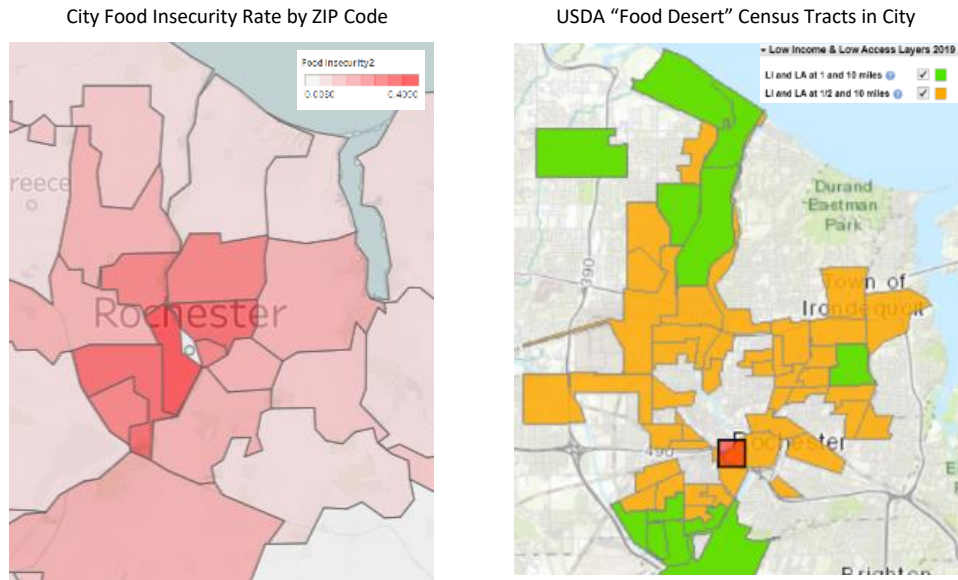 City Food Insecurity Rate by ZIP Code
USDA “Food Desert” Census Tracts in City
Food Insecurity2
0.4000
reece
Rochester
Low Income & Low Access Layers 2019
LI and LA at 1 and 10 miles
LI and LA at 1/2 and 10 miles
Durand
Eastman
Park
390
Town of
Irondequoit
Rochester
490
Brighton